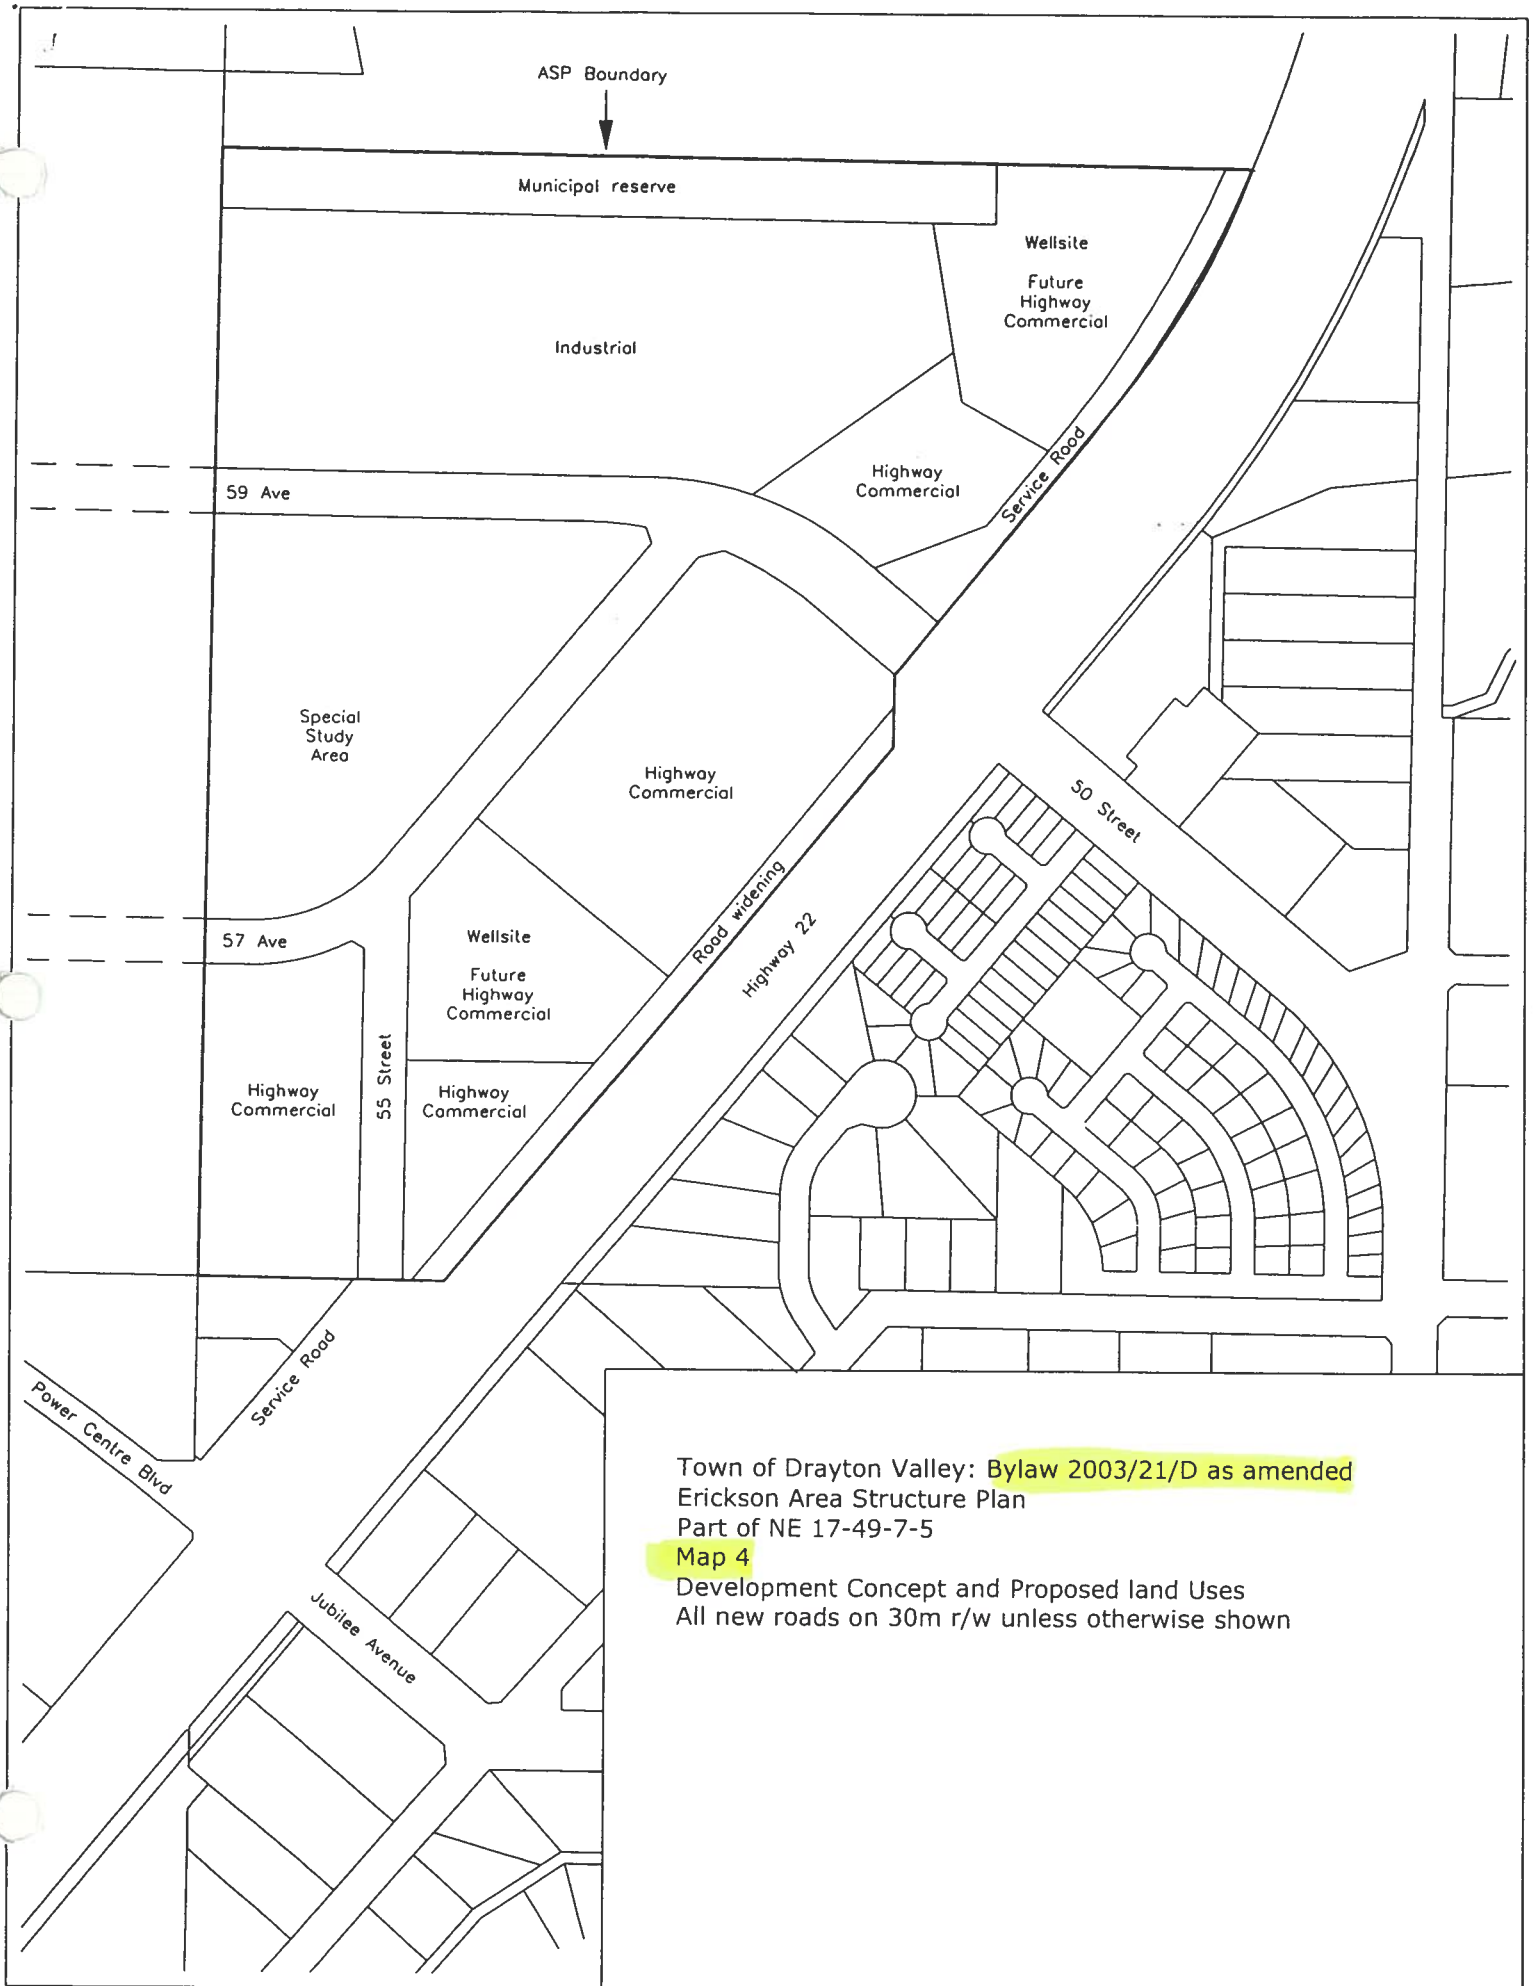 ASP Boundary
Municipal reserve
Wellsite
Future
Highway
Commercial
Industrial
Highway
Commercial
Service Road
59 Ave
Special
Study
Area
Highway
Commercial
50 Street
Road widening
Highway 22
57 Ave
Wellsite
Future
Highway
Commercial
55 Street
Highway
Commercial
Highway
Commercial
Service Road
Power Centre Blvd
Jubilee Avenue
Town of Drayton Valley: Bylaw 2003/21/D as amended
Erickson Area Structure Plan
Part of NE 17-49-7-5
Map 4
Development Concept and Proposed land Uses
All new roads on 30m r/w unless otherwise shown